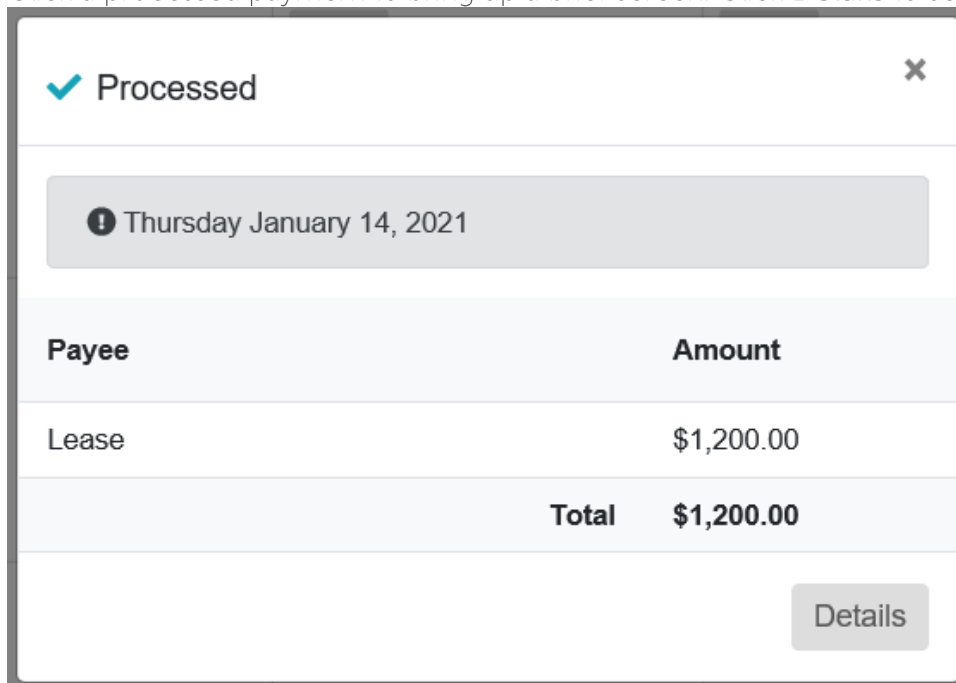 Processed
Thursday January 14, 2021
Payee Amount
Lease $1,200.00
Total $1,200.00
Details